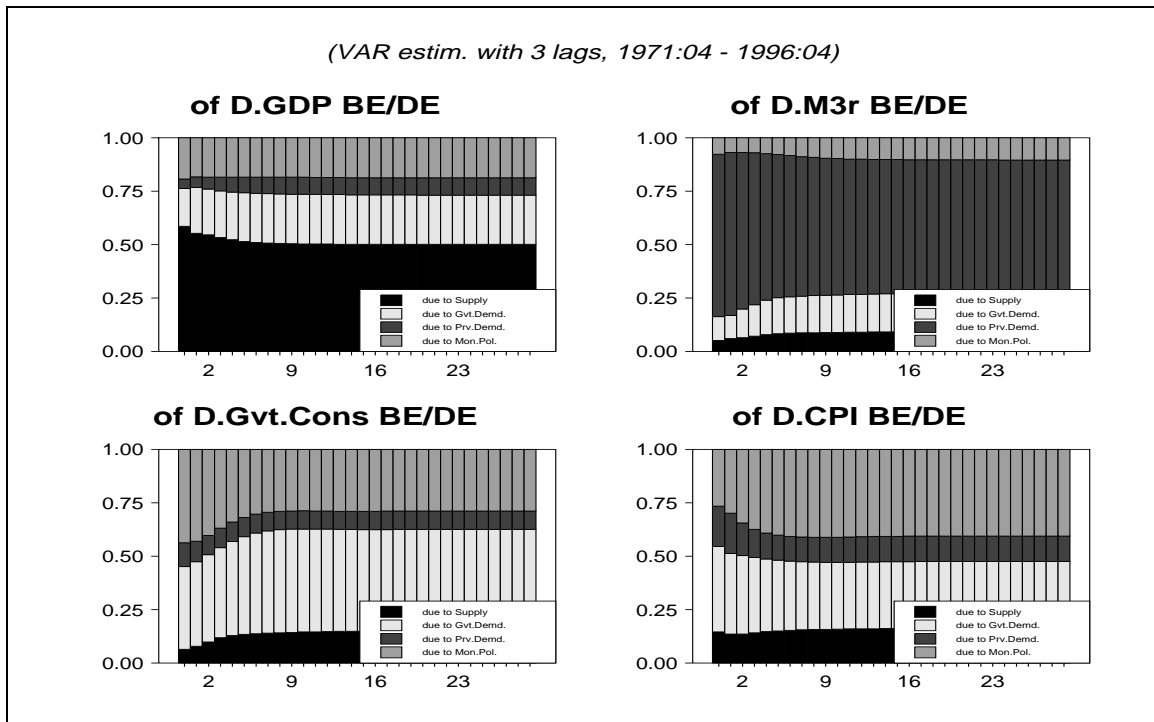 (VAR estim. with 3 lags, 1971:04 - 1996:04)
of D.GDP BE/DE
1.00
0.75
0.50
0.25
0.00
due to Supply
due to Gvt.Demd.
due to Prv.Demd.
due to Mon.Pol.
2 9 16 23
of D.M3r BE/DE
1.00
0.75
0.50
0.25
0.00
due to Supply
due to Gvt.Demd.
due to Prv.Demd.
due to Mon.Pol.
2 9 16 23
of D.Gvt.Cons BE/DE
1.00
0.75
0.50
0.25
0.00
due to Supply
due to Gvt.Demd.
due to Prv.Demd.
due to Mon.Pol.
2 9 16 23
of D.CPI BE/DE
1.00
0.75
0.50
0.25
0.00
due to Supply
due to Gvt.Demd.
due to Prv.Demd.
due to Mon.Pol.
2 9 16 23